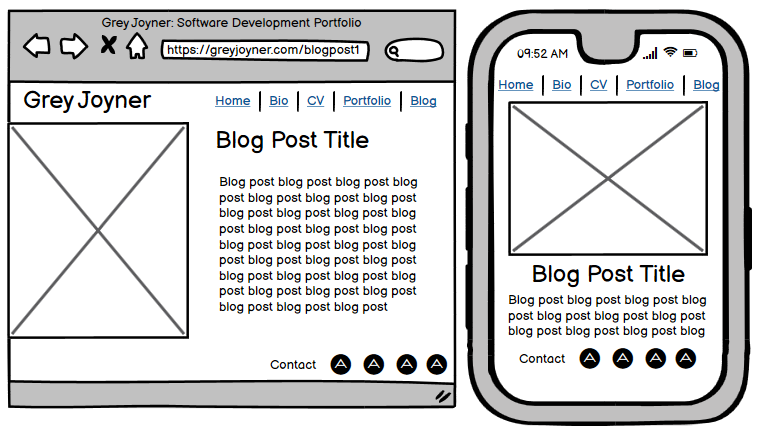 Grey Joyner: Software Development Portfolio
https://greyjoyner.com/blogpost1
Grey Joyner
Home | Bio | CV | Portfolio | Blog
Blog Post Title
Blog post blog post blog post blog
post blog post blog post blog post
blog post blog post blog post blog
post blog post blog post blog post
blog post blog post blog post blog
post blog post blog post blog post
blog post blog post blog post blog
post blog post blog post blog post
blog post blog post blog post
Contact A A A A
09:52 AM
Home | Bio | CV | Portfolio | Blog
Blog Post Title
Blog post blog post blog post blog
post blog post blog post blog post
blog post blog post blog post blog
Contact A A A A